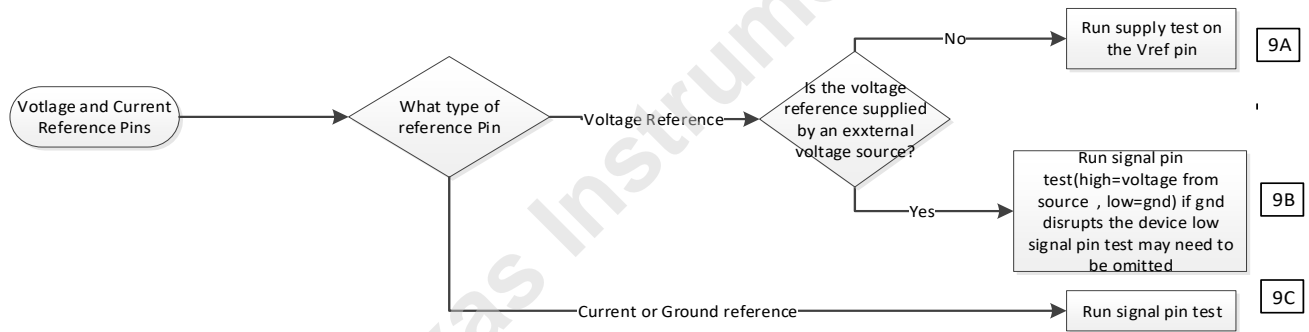 Votlage and Current
Reference Pins
What type of
reference Pin
Voltage Reference
Is the voltage
reference supplied
by an exxternal
voltage source?
No
Run supply test on
the Vref pin
9A
Yes
Run signal pin
test(high=voltage from
source , low=gnd) if gnd
disrupts the device low
signal pin test may need to
be omitted
9B
Current or Ground reference
Run signal pin test
9C